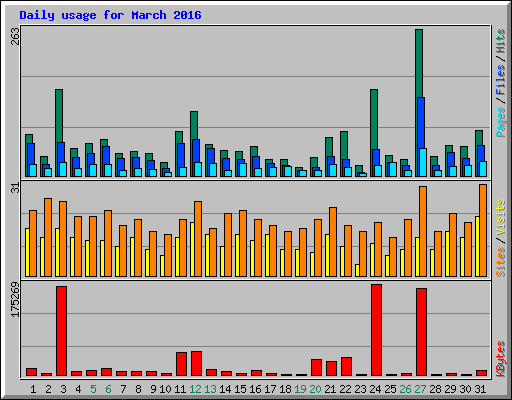 Daily usage for March 2016
263
Pages / Files / Hits
31
Sites / Visits
175269
KBytes
1 2 3 4 5 6 7 8 9 10 11 12 13 14 15 16 17 18 19 20 21 22 23 24 25 26 27 28 29 30 31